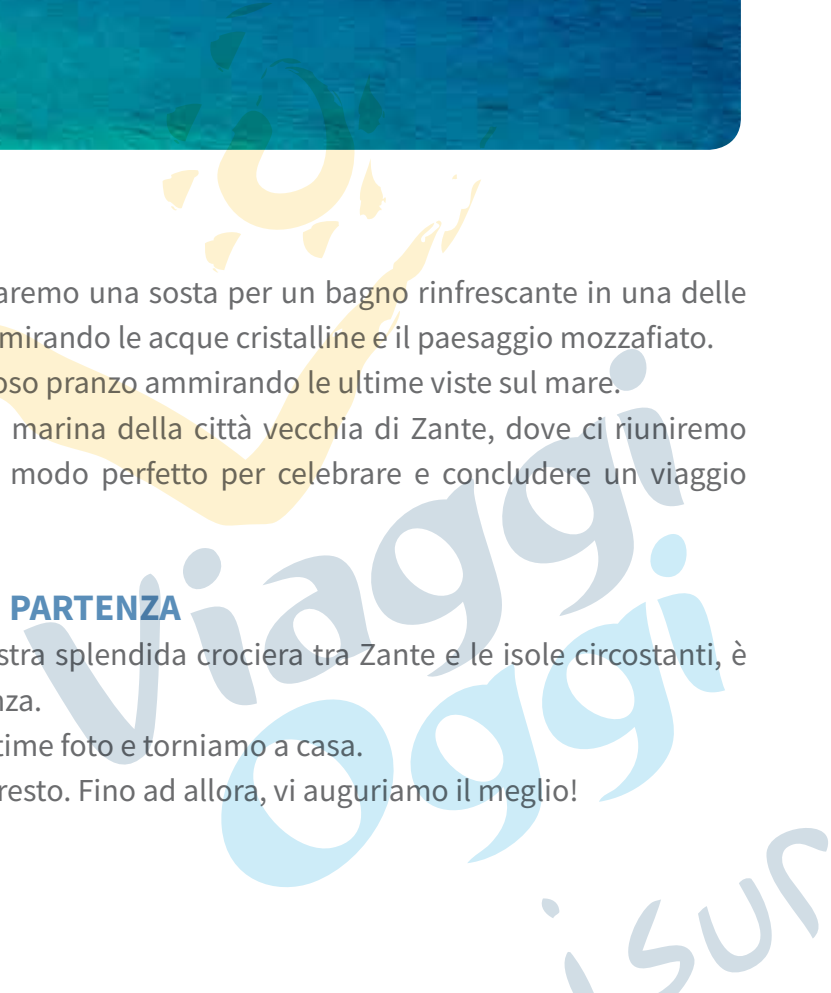 aremo una sosta per un bagno rinfrescante in una delle
mirando le acque cristalline e il paesaggio mozzafiato.
oso pranzo ammirando le ultime viste sul mare.
marina della città vecchia di Zante, dove ci riuniremo
modo perfetto per celebrare e concludere un viaggio
PARTENZA
stra splendida crociera tra Zante e le isole circostanti, è
nza.
time foto e torniamo a casa.
resto. Fino ad allora, vi auguriamo il meglio!
Viaggi
Oggi
i sur